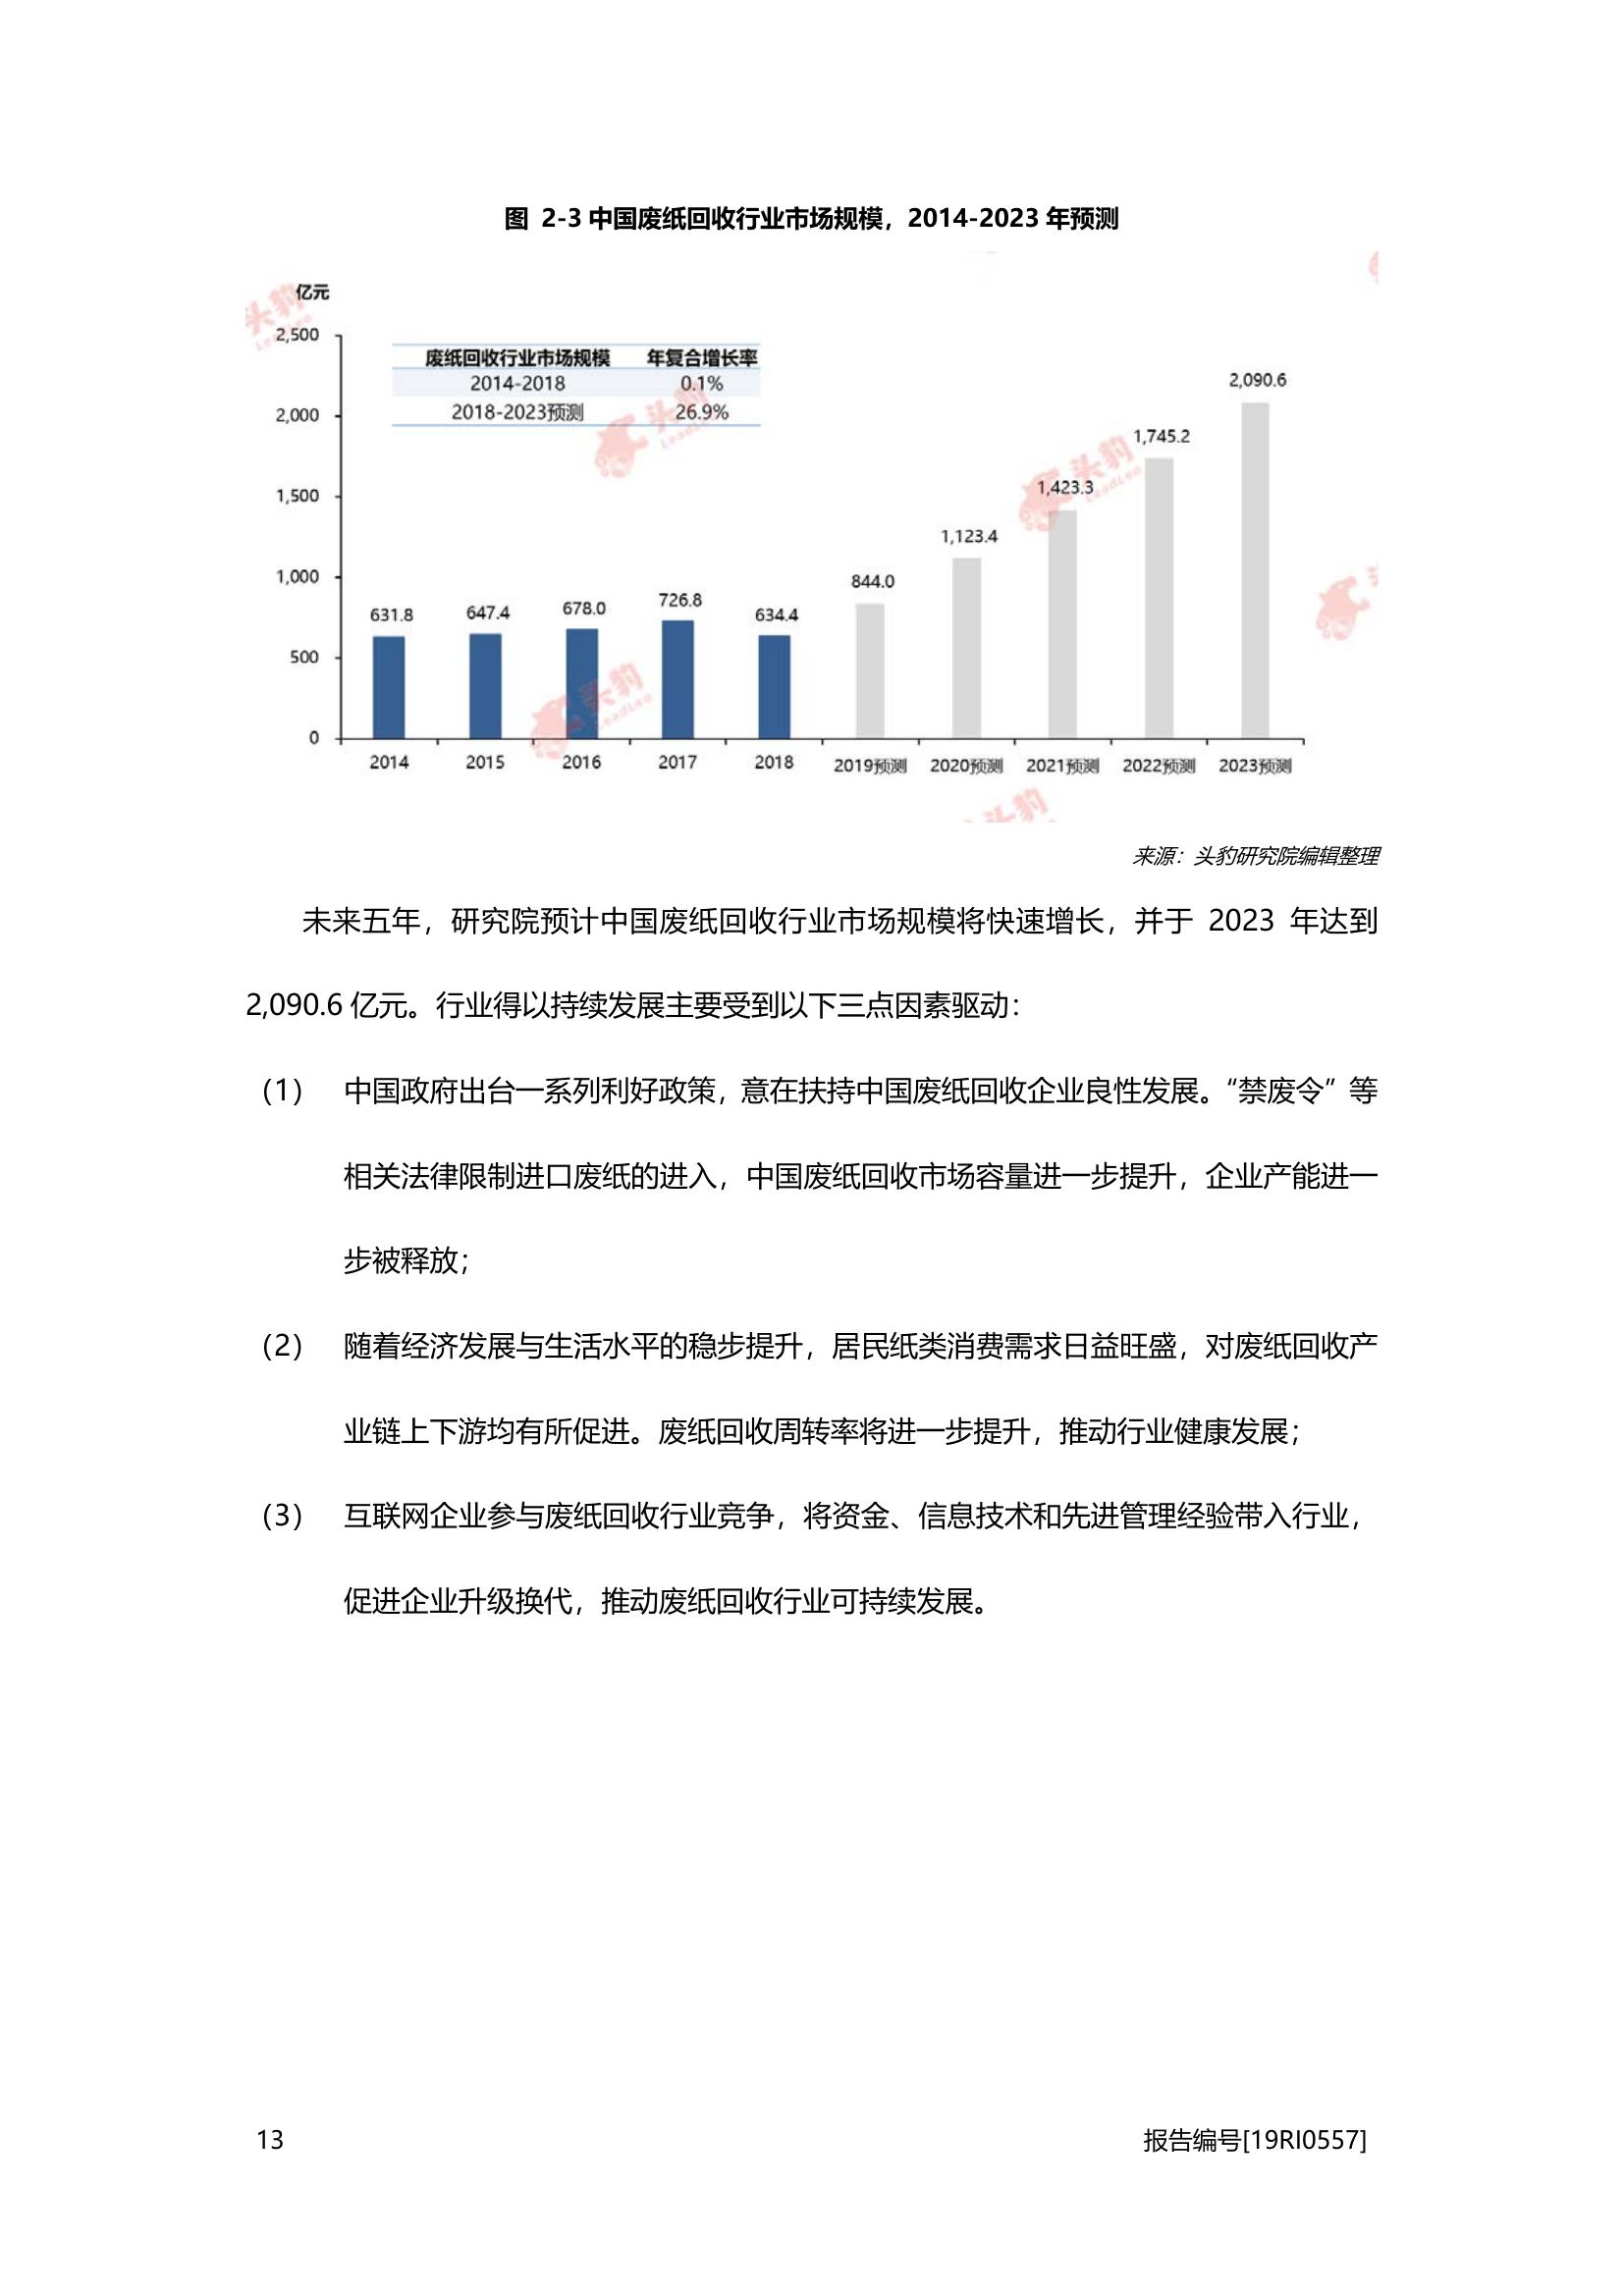 图 2-3 中国废纸回收行业市场规模，2014-2023 年预测
亿元
2,500
2,000
1,500
1,000
500
0
废纸回收行业市场规模 年复合增长率
2014-2018 0.1%
2018-2023预测 26.9%
631.8 647.4 678.0 726.8 634.4 844.0 1,123.4 1,423.3 1,745.2 2,090.6
2014 2015 2016 2017 2018 2019预测 2020预测 2021预测 2022预测 2023预测
头豹
LeadLeo
头豹
LeadLeo
头豹
LeadLeo
头豹
LeadLeo
头豹
来源：头豹研究院编辑整理
未来五年，研究院预计中国废纸回收行业市场规模将快速增长，并于 2023 年达到
2,090.6 亿元。行业得以持续发展主要受到以下三点因素驱动：
（1） 中国政府出台一系列利好政策，意在扶持中国废纸回收企业良性发展。“禁废令”等
相关法律限制进口废纸的进入，中国废纸回收市场容量进一步提升，企业产能进一
步被释放；
（2） 随着经济发展与生活水平的稳步提升，居民纸类消费需求日益旺盛，对废纸回收产
业链上下游均有所促进。废纸回收周转率将进一步提升，推动行业健康发展；
（3） 互联网企业参与废纸回收行业竞争，将资金、信息技术和先进管理经验带入行业，
促进企业升级换代，推动废纸回收行业可持续发展。
13 报告编号[19RI0557]